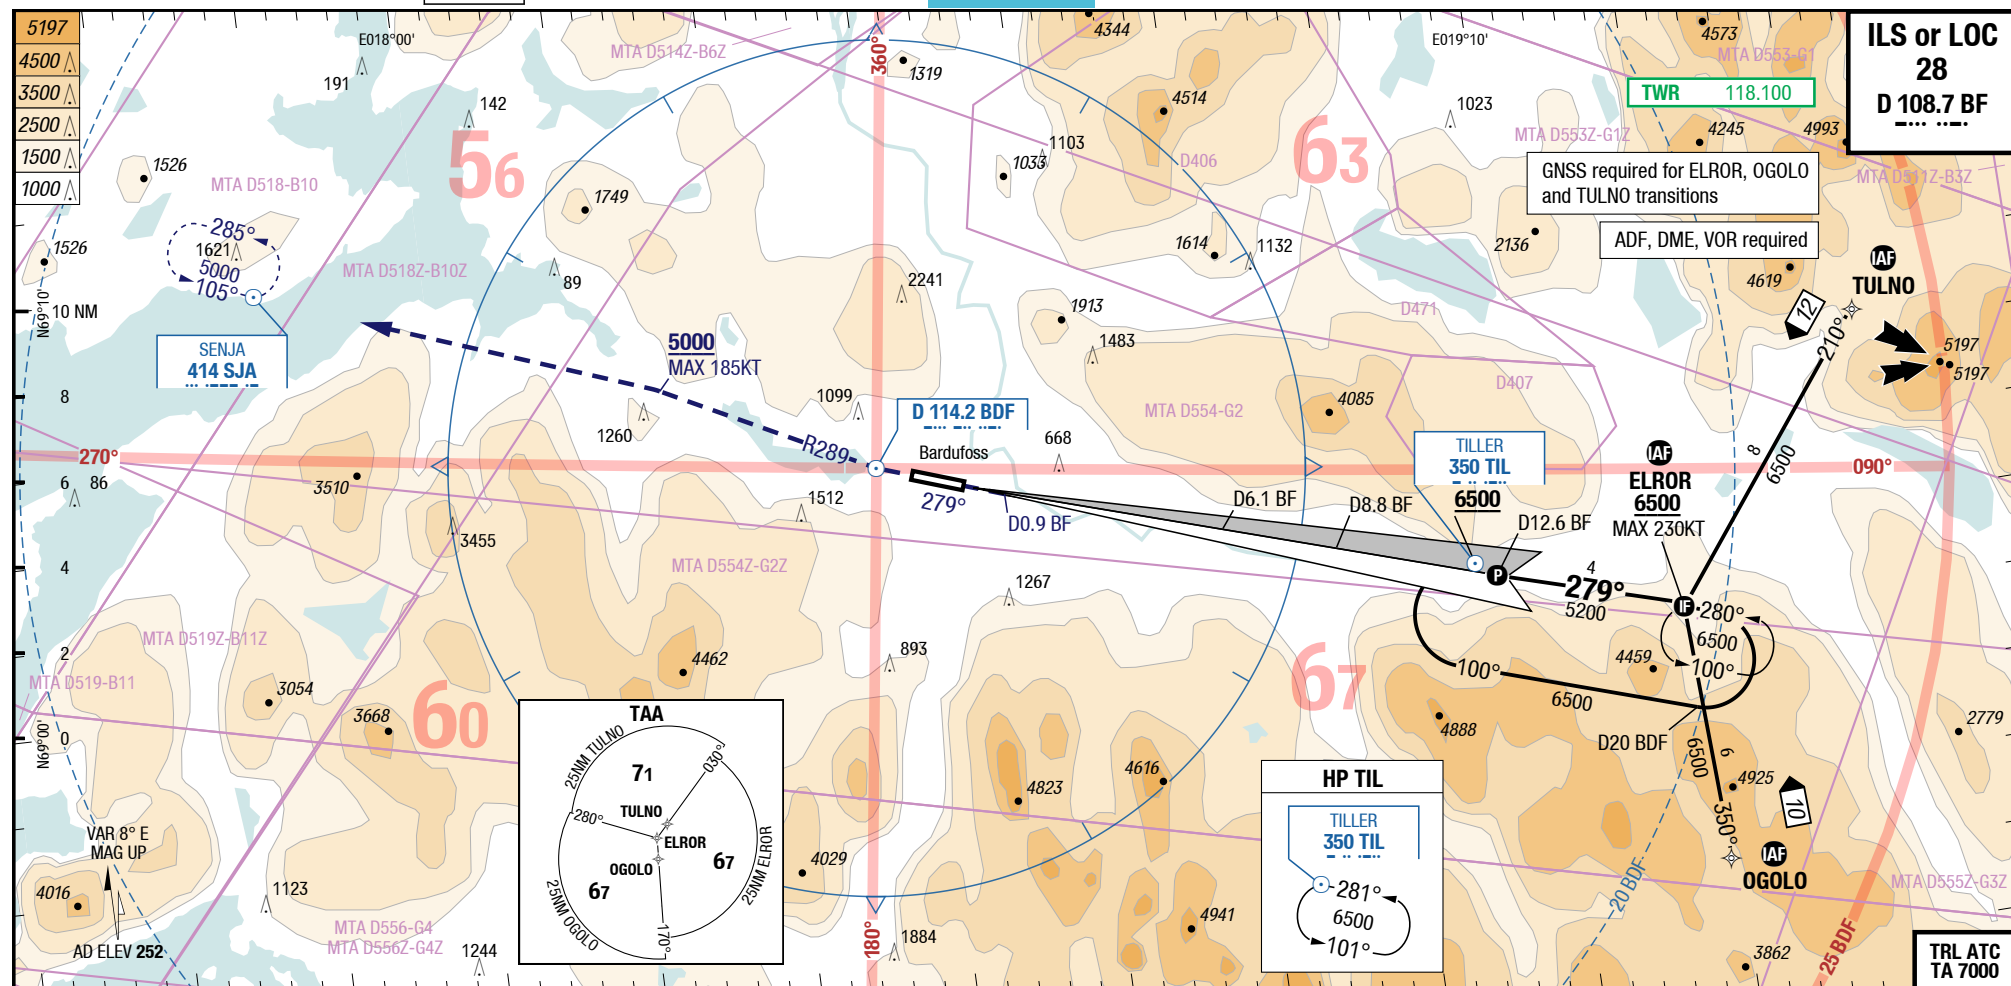 5197
4500
3500
2500
1500
1000
ILS or LOC
28
D 108.7 BF
TWR 118.100
GNSS required for ELROR, OGOLO
and TULNO transitions
ADF, DME, VOR required
E018°00'
E019°10'
MTA D514Z-B6Z
MTA D553-G1
MTA D553Z-G1Z
MTA D511Z-B3Z
MTA D518-B10
MTA D518Z-B10Z
D406
D471
D407
MTA D554-G2
MTA D554Z-G2Z
MTA D519Z-B11Z
MTA D519-B11
MTA D556-G4
MTA D556Z-G4Z
MTA D555Z-G3Z
56
63
60
67
360°
090°
180°
270°
191
142
1526
1526
1749
1621
89
1319
4344
4514
1033
1103
1614
1132
1023
2136
4573
4245
4993
4619
5197
5197
2241
1913
1483
4085
1099
1260
668
3510
86
3455
1512
1267
893
4462
3054
3668
4016
1123
1244
4029
1884
4823
4616
4941
4888
4459
4925
2779
3862
285°
5000
105°
SENJA
414 SJA
N69°10'
10 NM
8
6
4
2
0
N69°00'
5000
MAX 185KT
R289
D 114.2 BDF
Bardufoss
279°
D0.9 BF
D6.1 BF
D8.8 BF
D12.6 BF
TILLER
350 TIL
6500
P
4
279°
5200
IAF
ELROR
6500
MAX 230KT
IF
280°
6500
100°
100°
6500
D20 BDF
IAF
TULNO
12
210°
8
6500
6
6500
350°
10
IAF
OGOLO
20 BDF
25 BDF
TAA
25NM TULNO
71
030°
280°
TULNO
ELROR
OGOLO
67
67
25NM ELROR
25NM OGOLO
170°
HP TIL
TILLER
350 TIL
281°
6500
101°
VAR 8° E
MAG UP
AD ELEV 252
TRL ATC
TA 7000